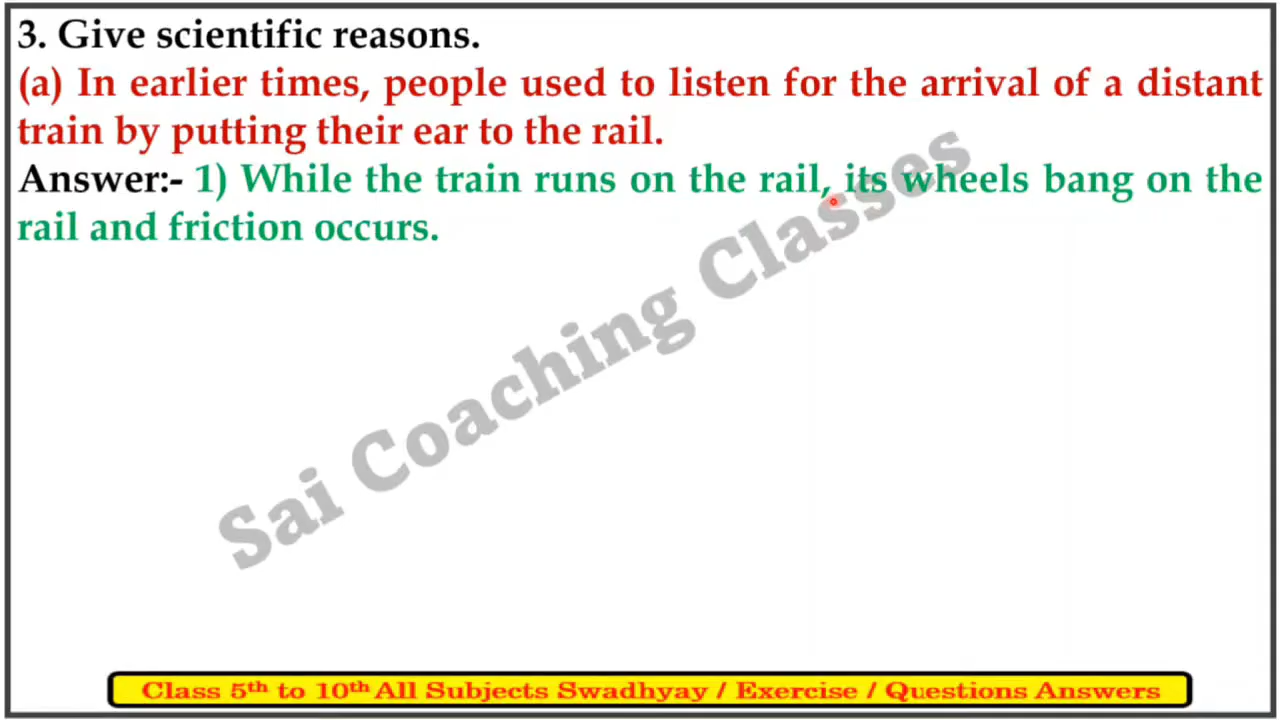 3. Give scientific reasons.
(a) In earlier times, people used to listen for the arrival of a distant
train by putting their ear to the rail.
Answer:- 1) While the train runs on the rail, its wheels bang on the
rail and friction occurs.
Sai Coaching Classes
Class 5th to 10th All Subjects Swadhyay / Exercise / Questions Answers